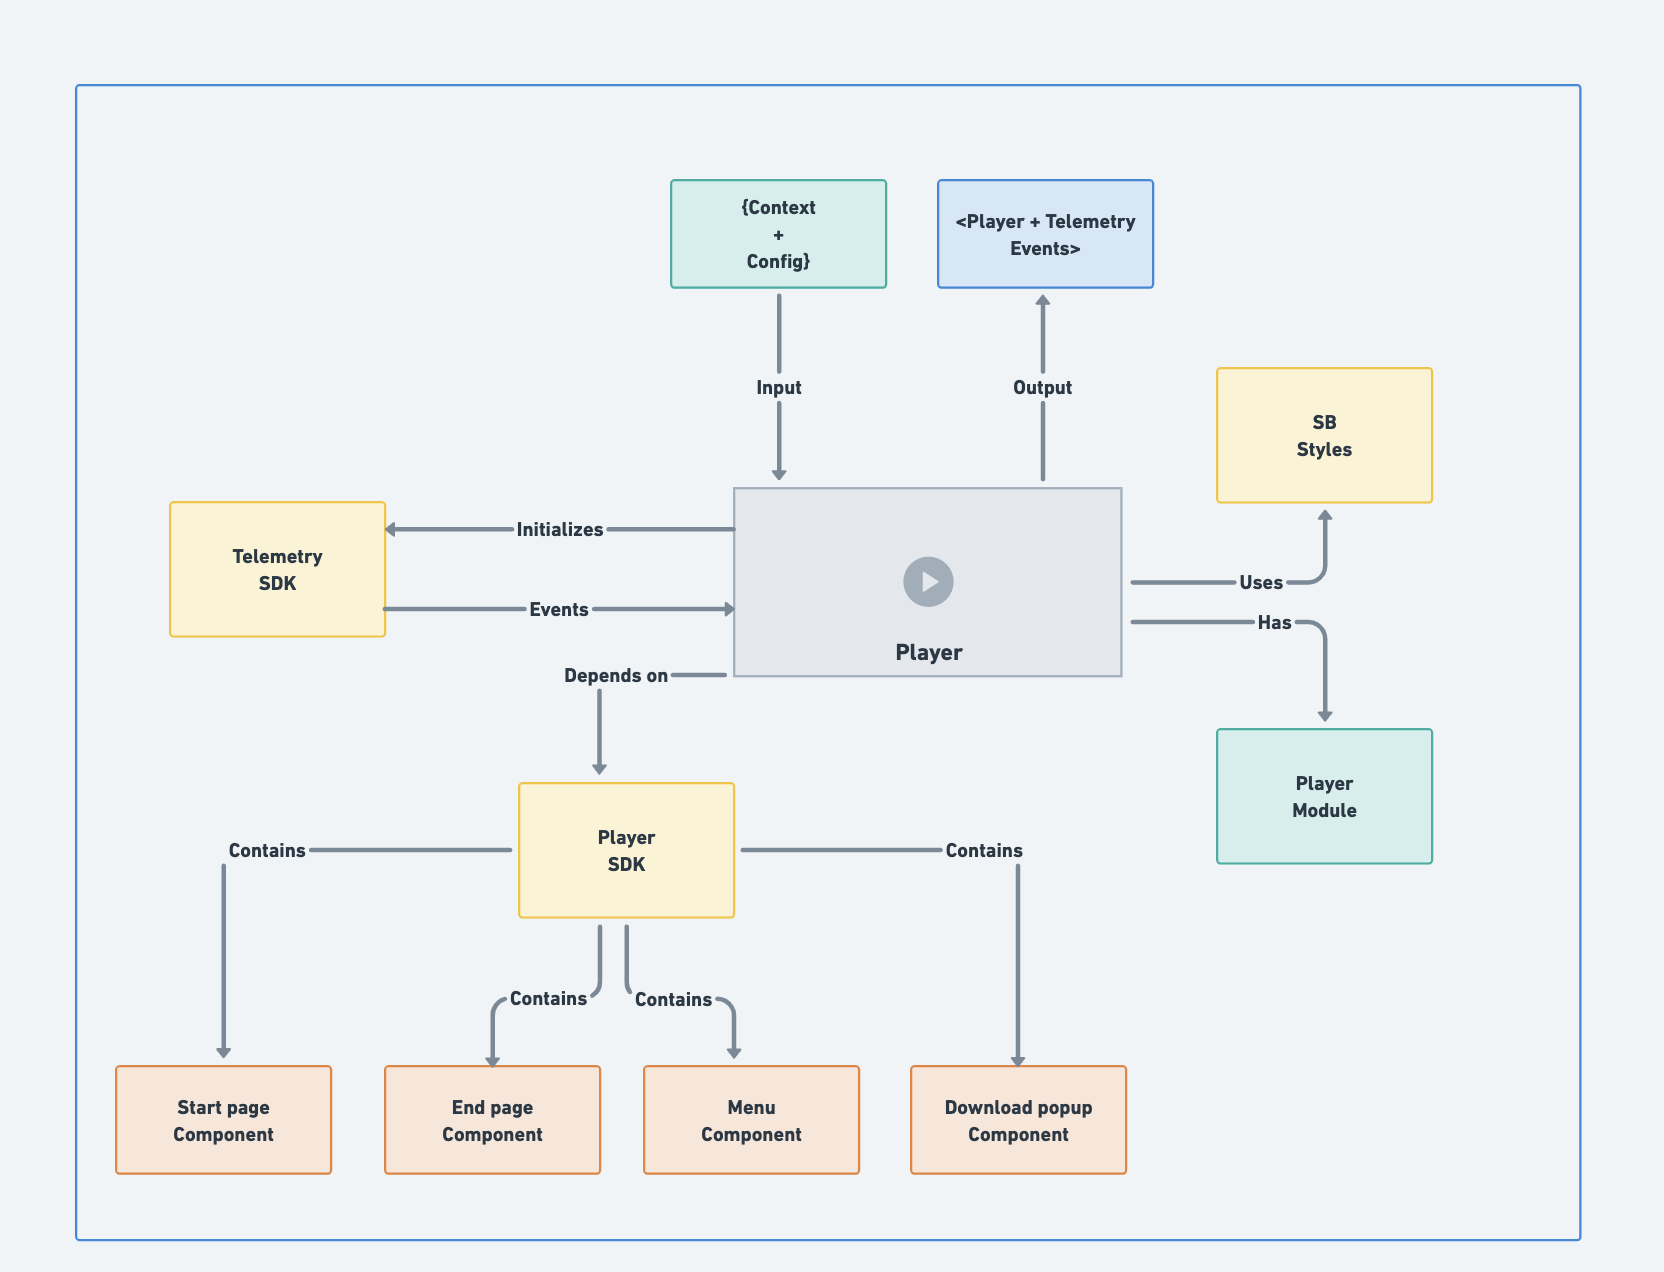 {Context
+
Config}
<Player + Telemetry
Events>
Input
Output
SB
Styles
Telemetry
SDK
Initializes
Events
Player
Uses
Has
Depends on
Player
Module
Player
SDK
Contains
Contains
Contains
Contains
Start page
Component
End page
Component
Menu
Component
Download popup
Component